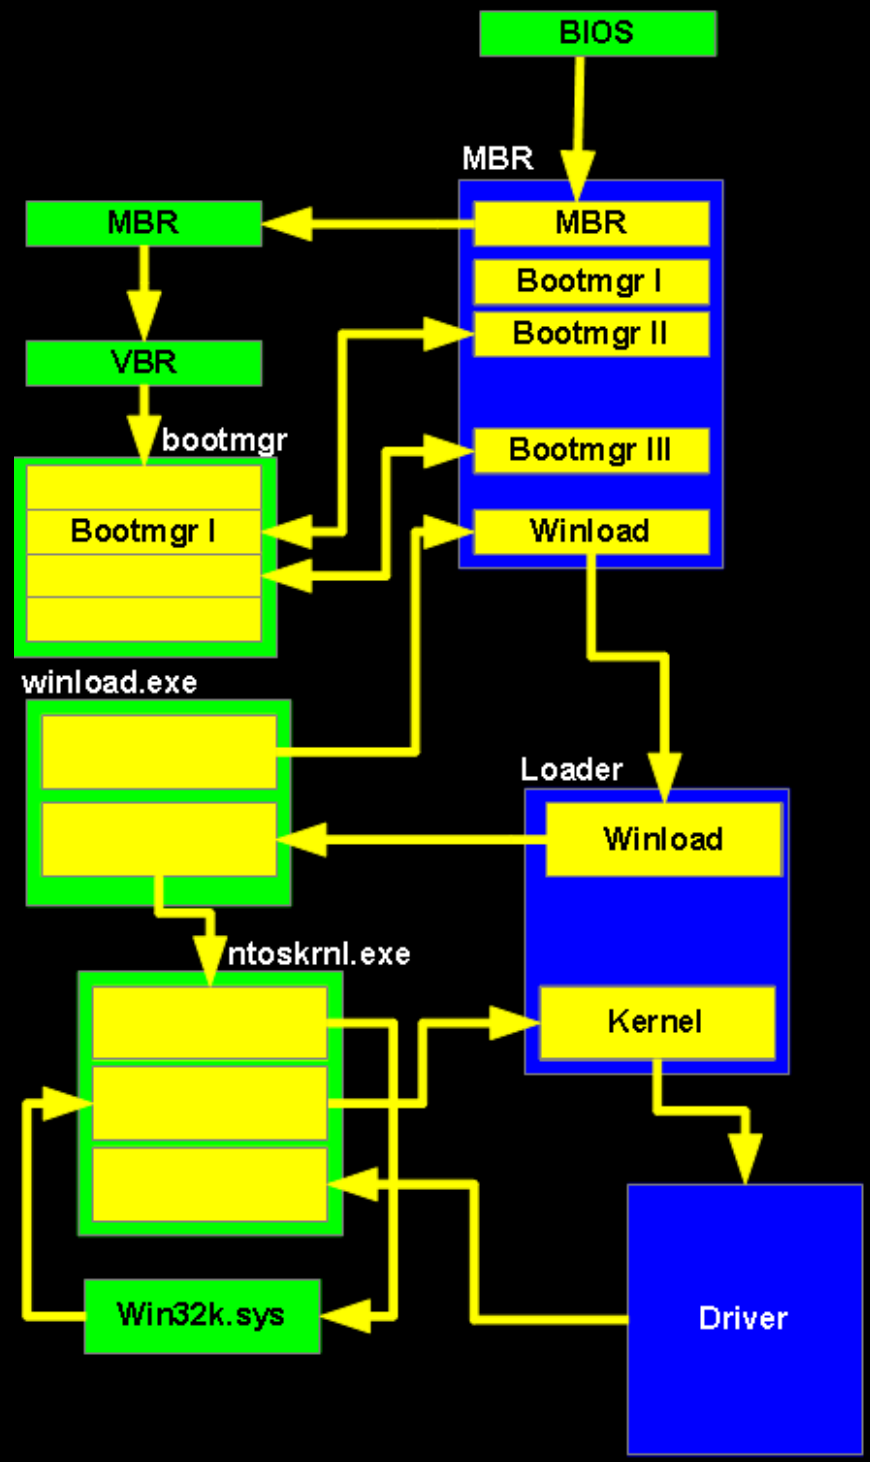 BIOS
MBR
MBR
MBR
Bootmgr I
Bootmgr II
VBR
bootmgr
Bootmgr III
Bootmgr I
Winload
winload.exe
Loader
Winload
ntoskrnl.exe
Kernel
Win32k.sys
Driver